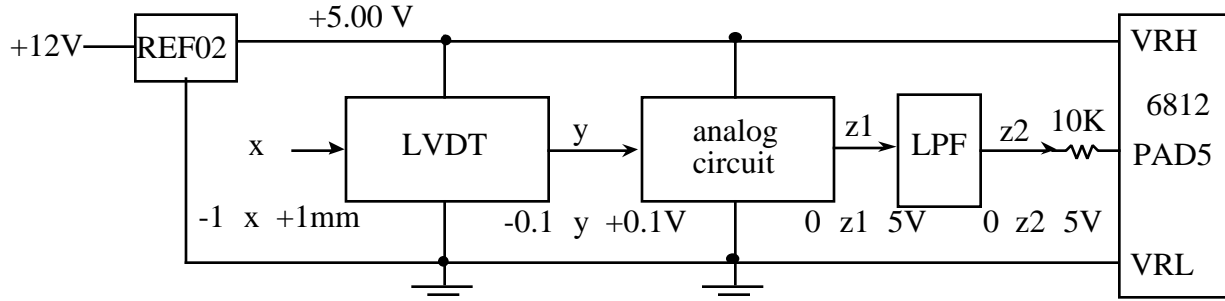 +5.00 V
+12V
REF02
VRH
6812
PAD5
VRL
x
LVDT
y
analog
circuit
z1
LPF
z2
10K
-1 x +1mm
-0.1 y +0.1V
0 z1 5V
0 z2 5V